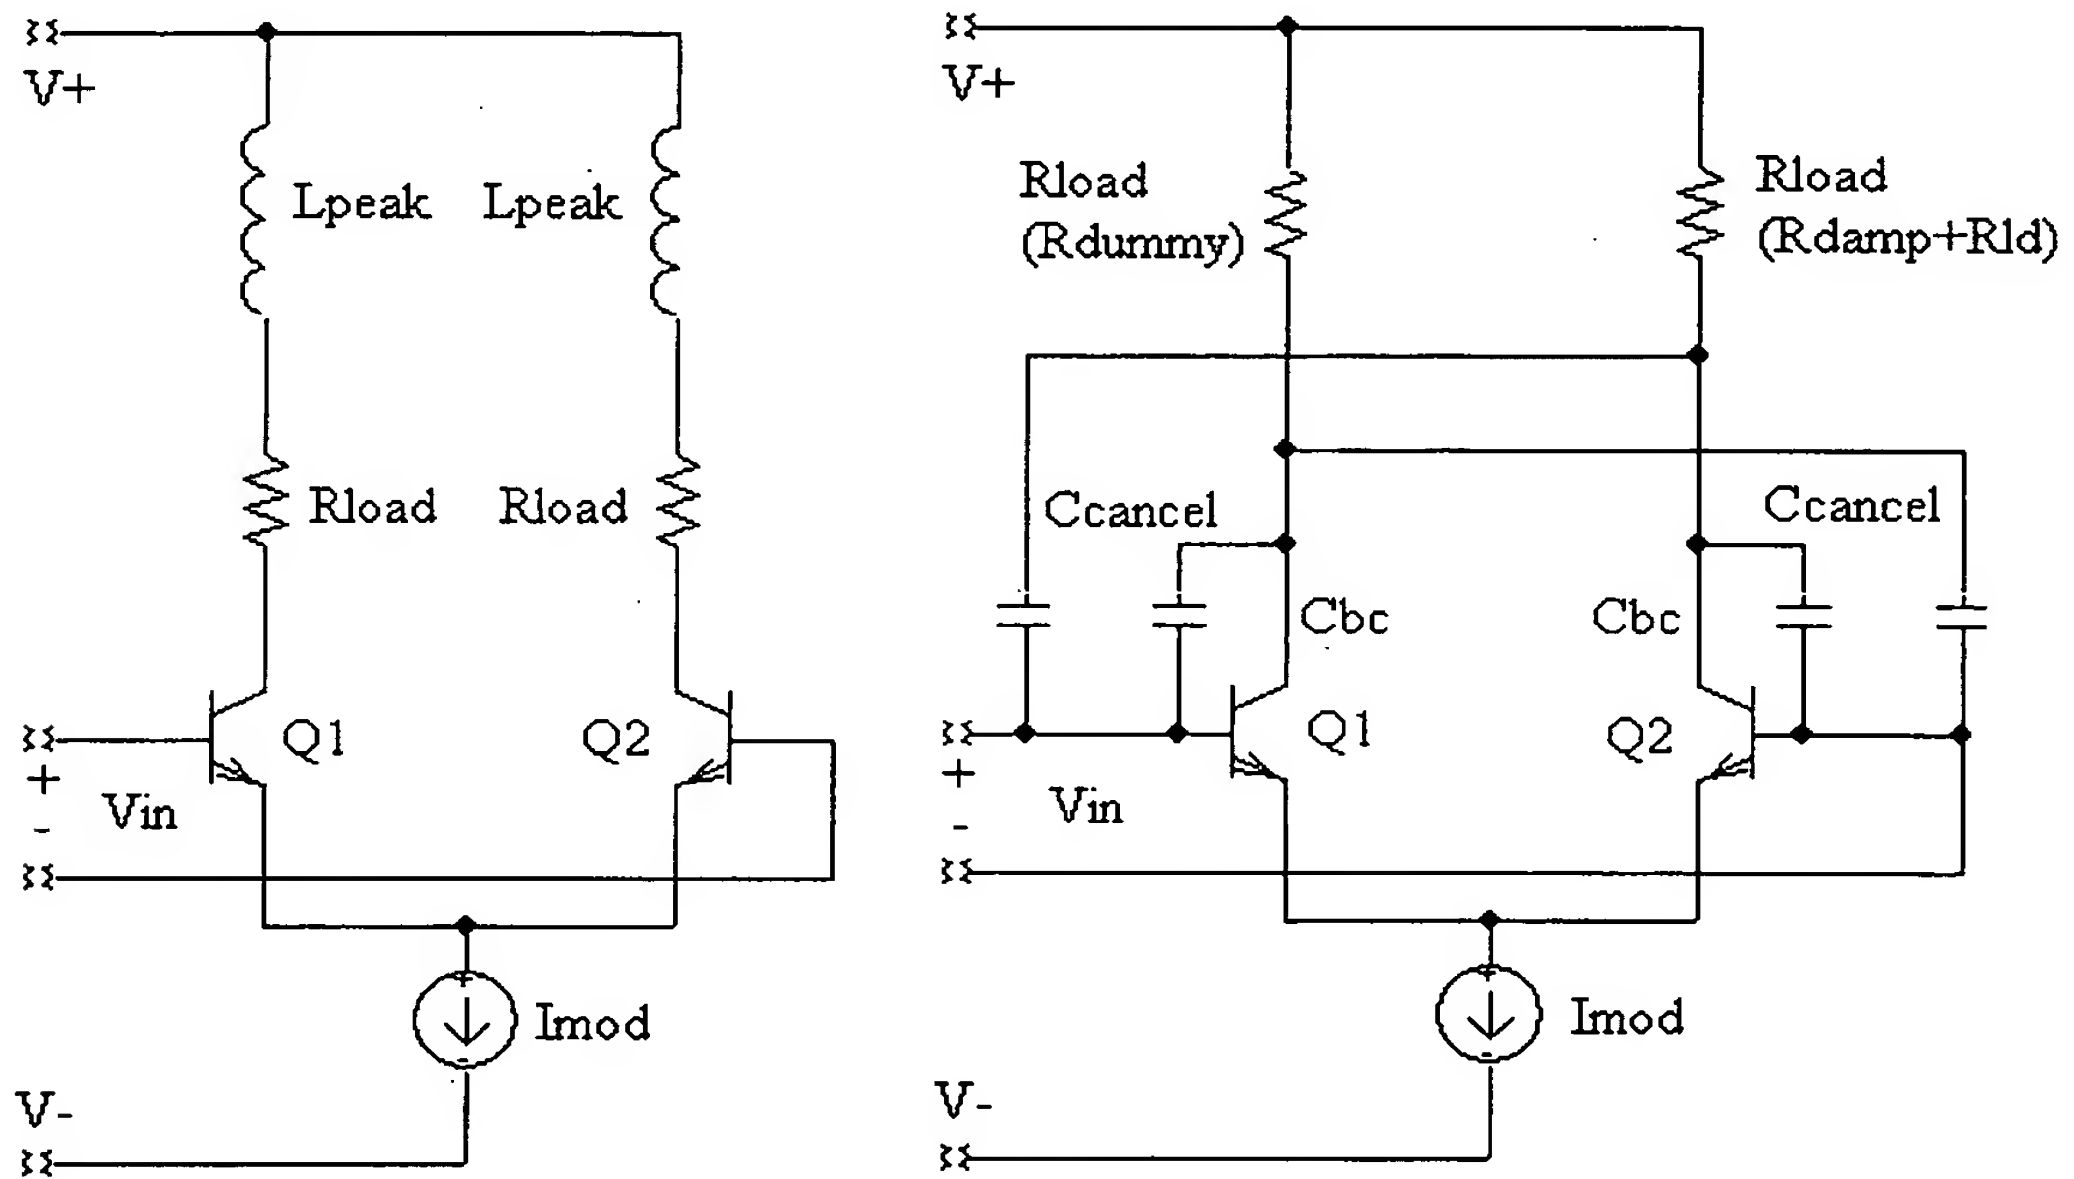 V+
Lpeak
Lpeak
Rload
Rload
Q1
Q2
+
Vin
-
+
-
Imod
V-
V+
Rload
(Rdummy)
Rload
(Rdamp+Rld)
Ccancel
Ccancel
Cbc
Cbc
Q1
Q2
+
Vin
-
+
-
Imod
V-